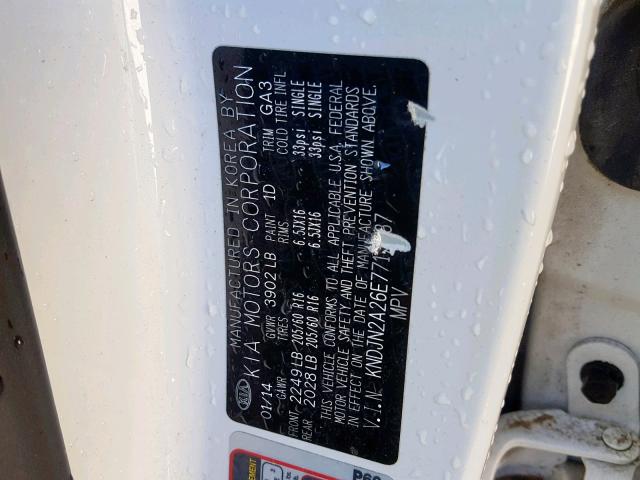 MANUFACTURED IN KOREA BY
KIA MOTORS CORPORATION
KIA
01/14 GVWR 3902 LB PAINT 1D TRIM GA3
GAWR TIRES RIMS COLD TIRE INFL
FRONT 2249 LB 205/60 R16 6.5JX16 33psi SINGLE
REAR 2028 LB 205/60 R16 6.5JX16 33psi SINGLE
THIS VEHICLE CONFORMS TO ALL APPLICABLE U.S.A. FEDERAL
MOTOR VEHICLE SAFETY AND THEFT PREVENTION STANDARDS
IN EFFECT ON THE DATE OF MANUFACTURE SHOWN ABOVE.
V.I.N.
MPV